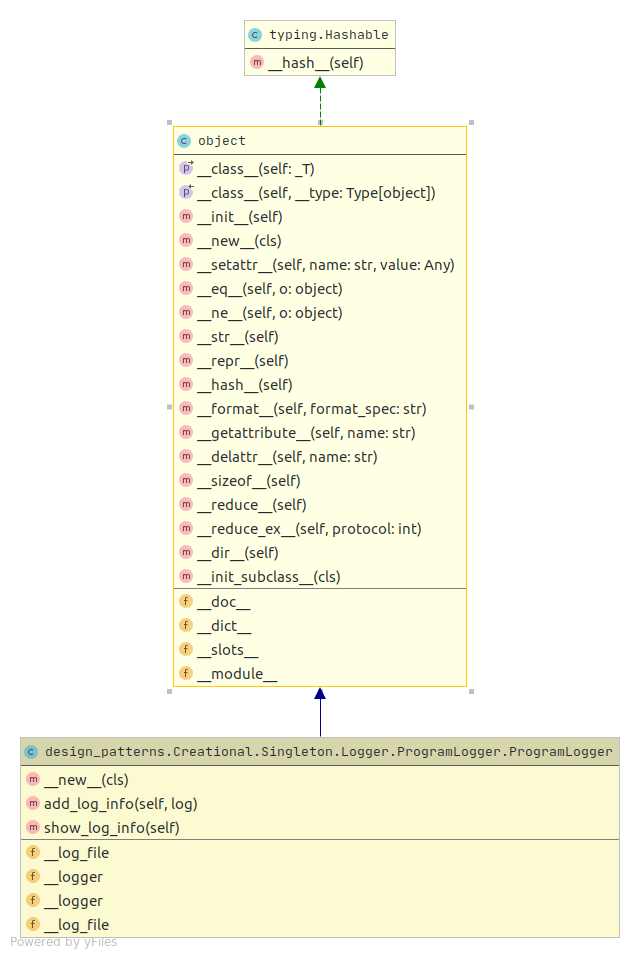 c typing.Hashable
m __hash__(self)
c object
p __class__(self: _T)
p __class__(self, __type: Type[object])
m __init__(self)
m __new__(cls)
m __setattr__(self, name: str, value: Any)
m __eq__(self, o: object)
m __ne__(self, o: object)
m __str__(self)
m __repr__(self)
m __hash__(self)
m __format__(self, format_spec: str)
m __getattribute__(self, name: str)
m __delattr__(self, name: str)
m __sizeof__(self)
m __reduce__(self)
m __reduce_ex__(self, protocol: int)
m __dir__(self)
m __init_subclass__(cls)
f __doc__
f __dict__
f __slots__
f __module__
c design_patterns.Creational.Singleton.Logger.ProgramLogger.ProgramLogger
m __new__(cls)
m add_log_info(self, log)
m show_log_info(self)
f __log_file
f __logger
f __logger
f __log_file
Powered by yFiles